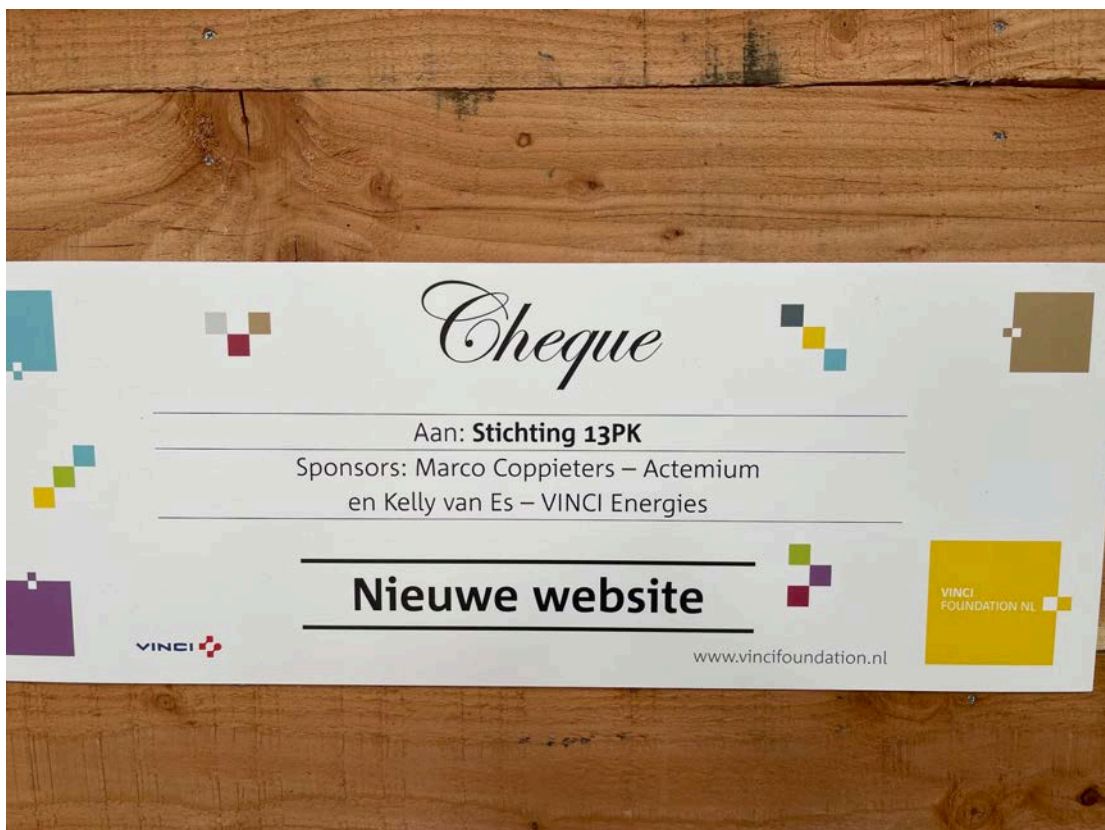 Cheque
Aan: Stichting 13PK
Sponsors: Marco Coppieters – Actemium
en Kelly van Es – VINCI Energies
Nieuwe website
VINCI
www.vincifoundation.nl
VINCI
FOUNDATION NL